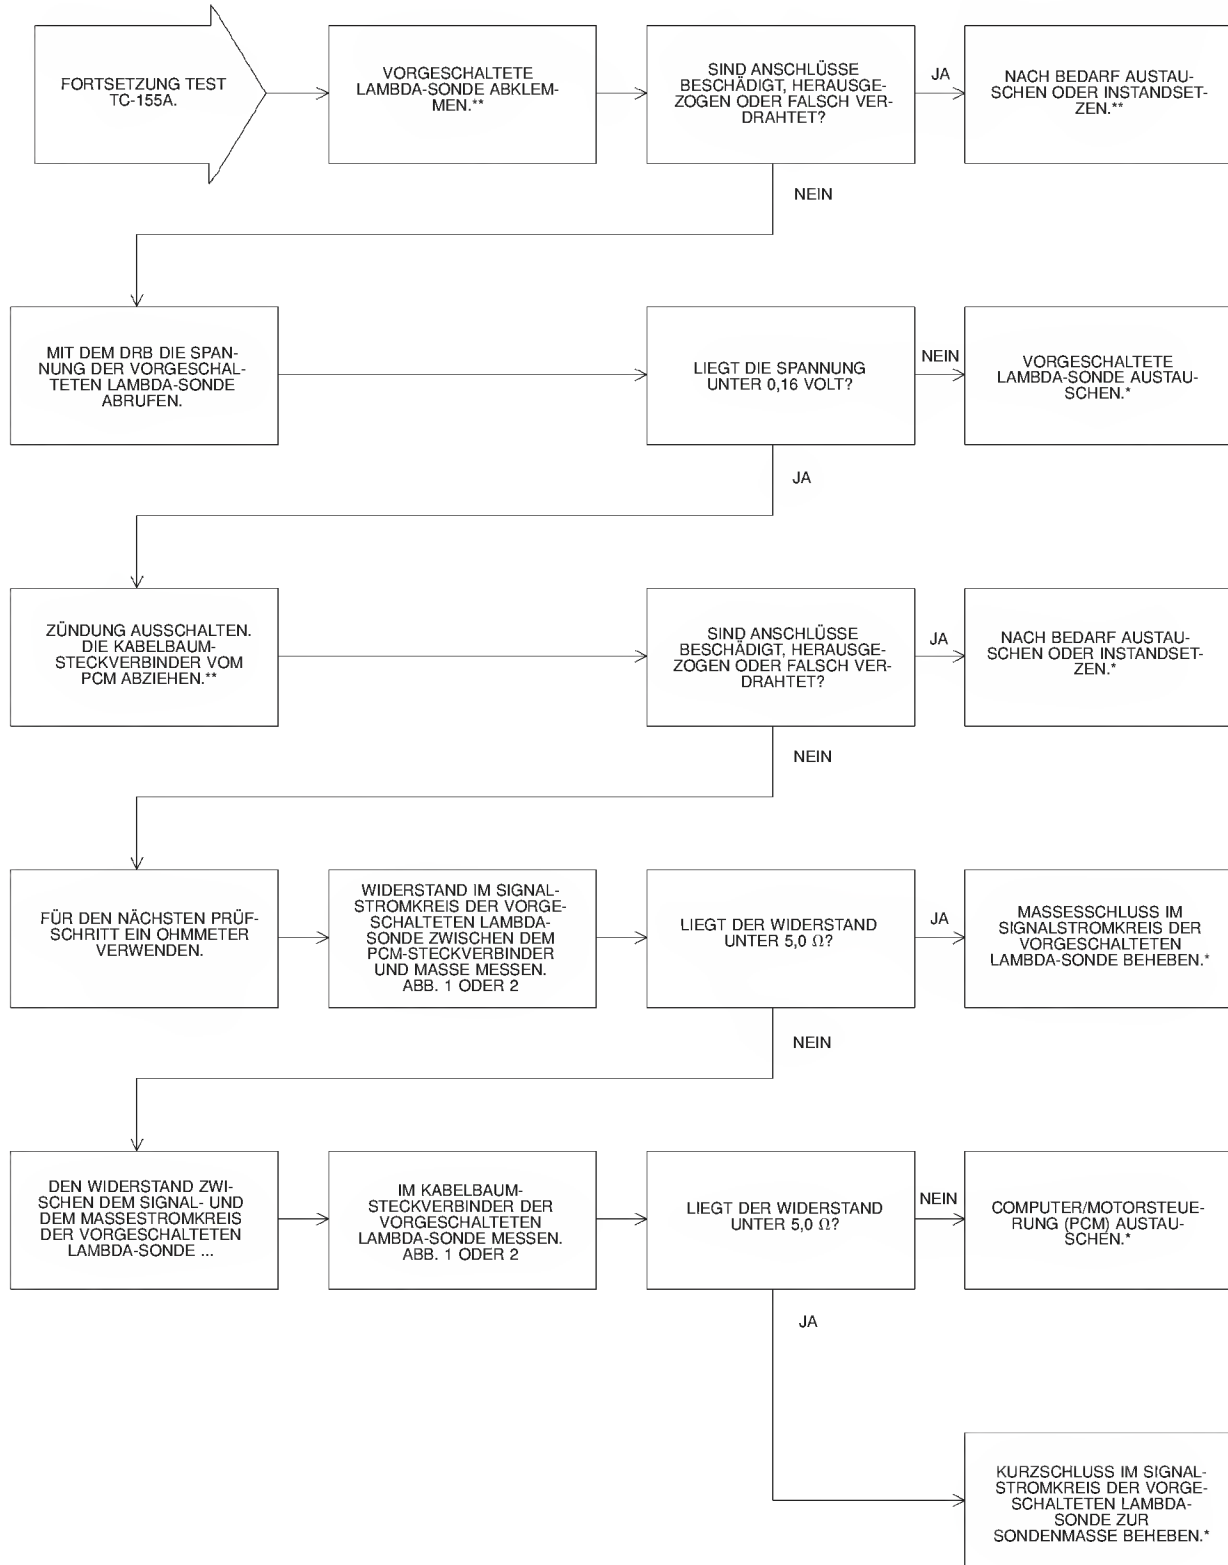 FORTSETZUNG TEST
TC-155A.
VORGESCHALTETE
LAMBDA-SONDE ABKLEM-
MEN.**
SIND ANSCHLÜSSE
BESCHÄDIGT, HERAUSGE-
ZOGEN ODER FALSCH VER-
DRAHTET?
JA
NACH BEDARF AUSTAU-
SCHEN ODER INSTANDSET-
ZEN.**
NEIN
MIT DEM DRB DIE SPAN-
NUNG DER VORGESCHAL-
TETEN LAMBDA-SONDE
ABRUFEN.
LIEGT DIE SPANNUNG
UNTER 0,16 VOLT?
NEIN
VORGESCHALTETE
LAMBDA-SONDE AUSTAU-
SCHEN.*
JA
ZÜNDUNG AUSSCHALTEN.
DIE KABELBAUM-
STECKVERBINDER VOM
PCM ABZIEHEN.**
SIND ANSCHLÜSSE
BESCHÄDIGT, HERAUSGE-
ZOGEN ODER FALSCH VER-
DRAHTET?
JA
NACH BEDARF AUSTAU-
SCHEN ODER INSTANDSET-
ZEN.*
NEIN
FÜR DEN NÄCHSTEN PRÜF-
SCHRITT EIN OHMMETER
VERWENDEN.
WIDERSTAND IM SIGNAL-
STROMKREIS DER VORGE-
SCHALTETEN LAMBDA-
SONDE ZWISCHEN DEM
PCM-STECKVERBINDER
UND MASSE MESSEN.
ABB. 1 ODER 2
LIEGT DER WIDERSTAND
UNTER 5,0 Ω?
JA
MASSESSCHLUSS IM
SIGNALSTROMKREIS DER
VORGESCHALTETEN
LAMBDA-SONDE BEHEBEN.*
NEIN
DEN WIDERSTAND ZWI-
SCHEN DEM SIGNAL- UND
DEM MASSESTROMKREIS
DER VORGESCHALTETEN
LAMBDA-SONDE ...
IM KABELBAUM-
STECKVERBINDER DER
VORGESCHALTETEN
LAMBDA-SONDE MESSEN.
ABB. 1 ODER 2
LIEGT DER WIDERSTAND
UNTER 5,0 Ω?
NEIN
COMPUTER/MOTORSTEUE-
RUNG (PCM) AUSTAU-
SCHEN.*
JA
KURZSCHLUSS IM SIGNAL-
STROMKREIS DER VORGE-
SCHALTETEN LAMBDA-
SONDE ZUR
SONDENMASSE BEHEBEN.*